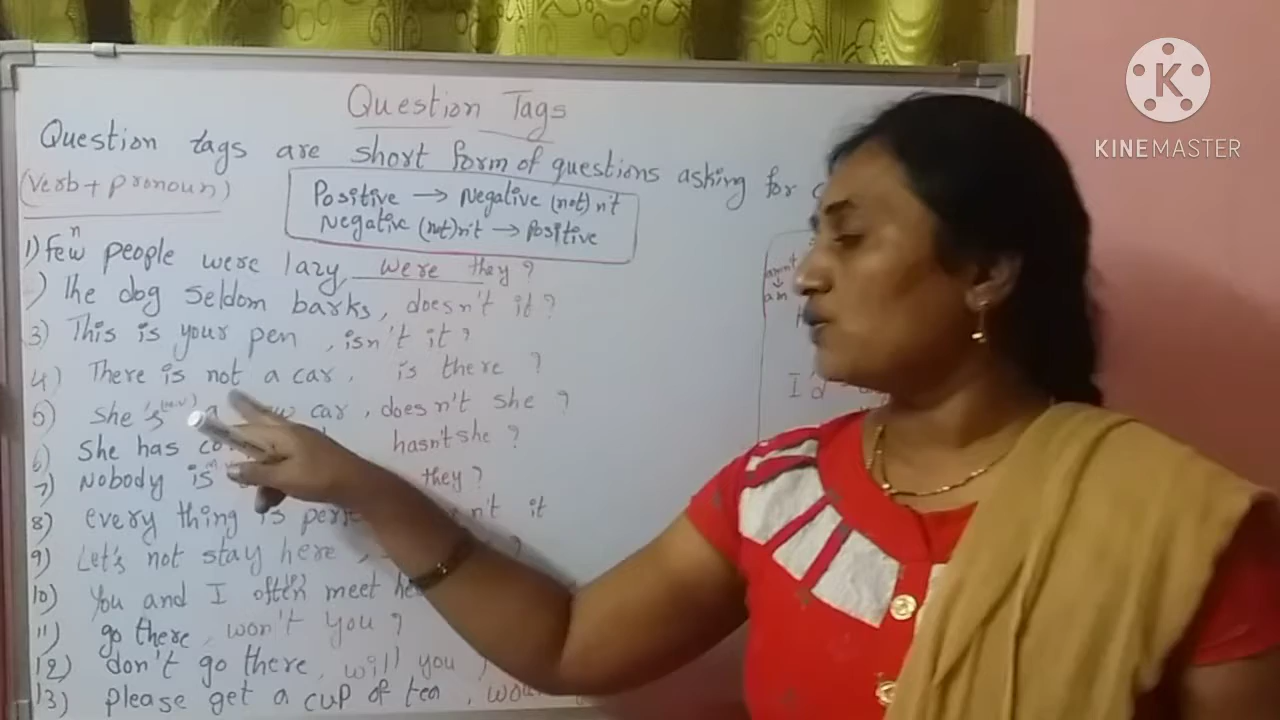 Question Tags
Question tags are short form of questions asking for
(verb + pronoun)
Positive → Negative (not) n't
Negative (not) n't → positive
1) few people were lazy were they?
n
) The dog seldom barks, doesn't it?
3) This is your pen , isn't it?
4) There is not a car , is there ?
5) She 's a car , doesn't she ?
6) She has hasn't she ?
7) Nobody is they?
8) every thing is n't it
9) Let's not stay here , ?
10) You and I often meet
11) go there , won't you ?
12) don't go there , will you
13) please get a cup of tea ,
amn't
↓
am
I'd
K
KINEMASTER